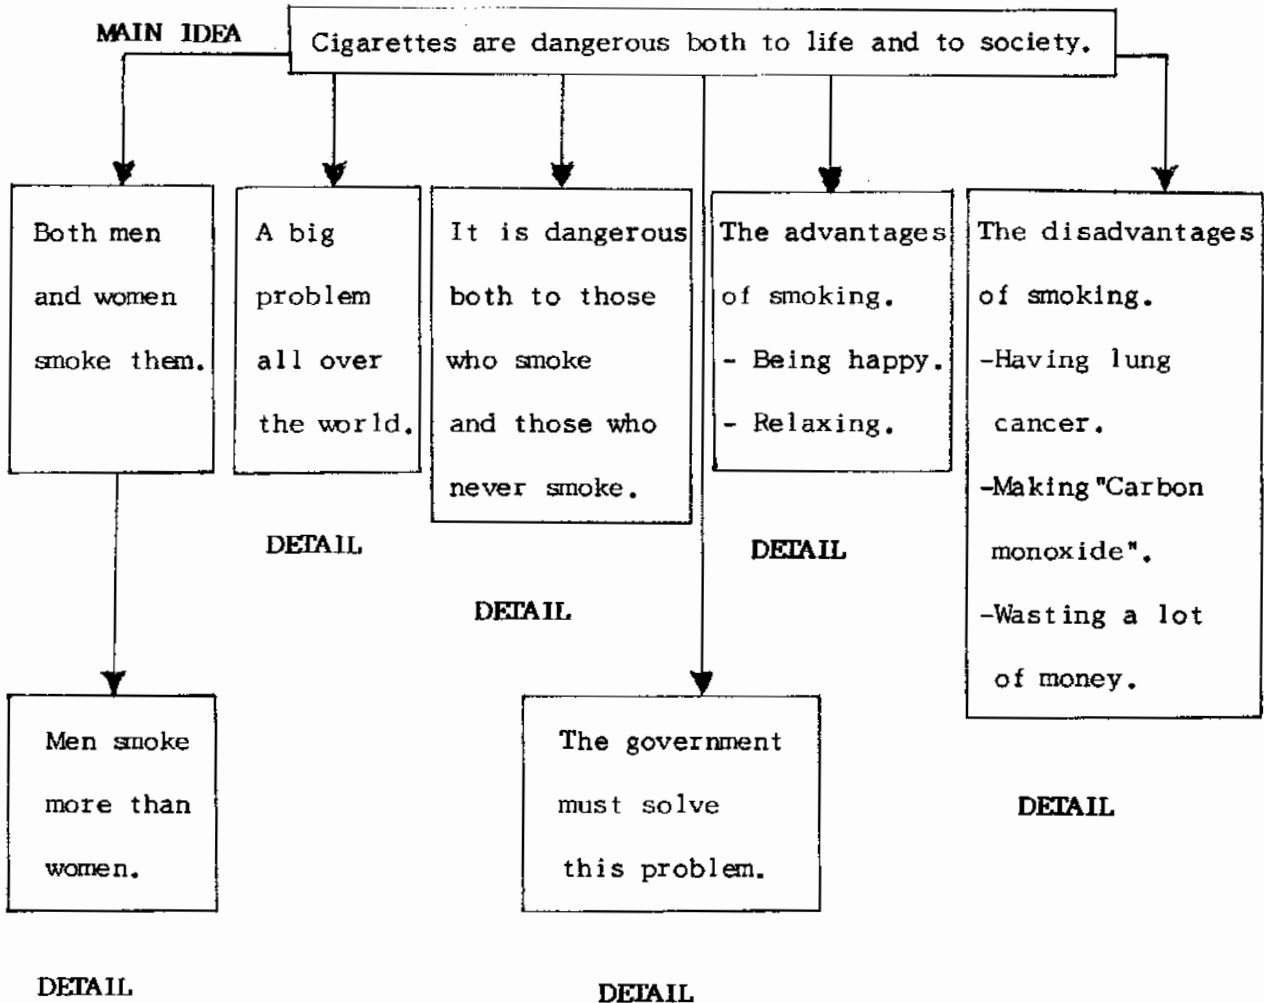 MAIN IDEA
Cigarettes are dangerous both to life and to society.
Both men
and women
smoke them.
A big
problem
all over
the world.
DETAIL
It is dangerous
both to those
who smoke
and those who
never smoke.
DETAIL
The advantages
of smoking.
- Being happy.
- Relaxing.
DETAIL
The disadvantages
of smoking.
-Having lung
cancer.
-Making "Carbon
monoxide".
-Wasting a lot
of money.
DETAIL
Men smoke
more than
women.
DETAIL
The government
must solve
this problem.
DETAIL